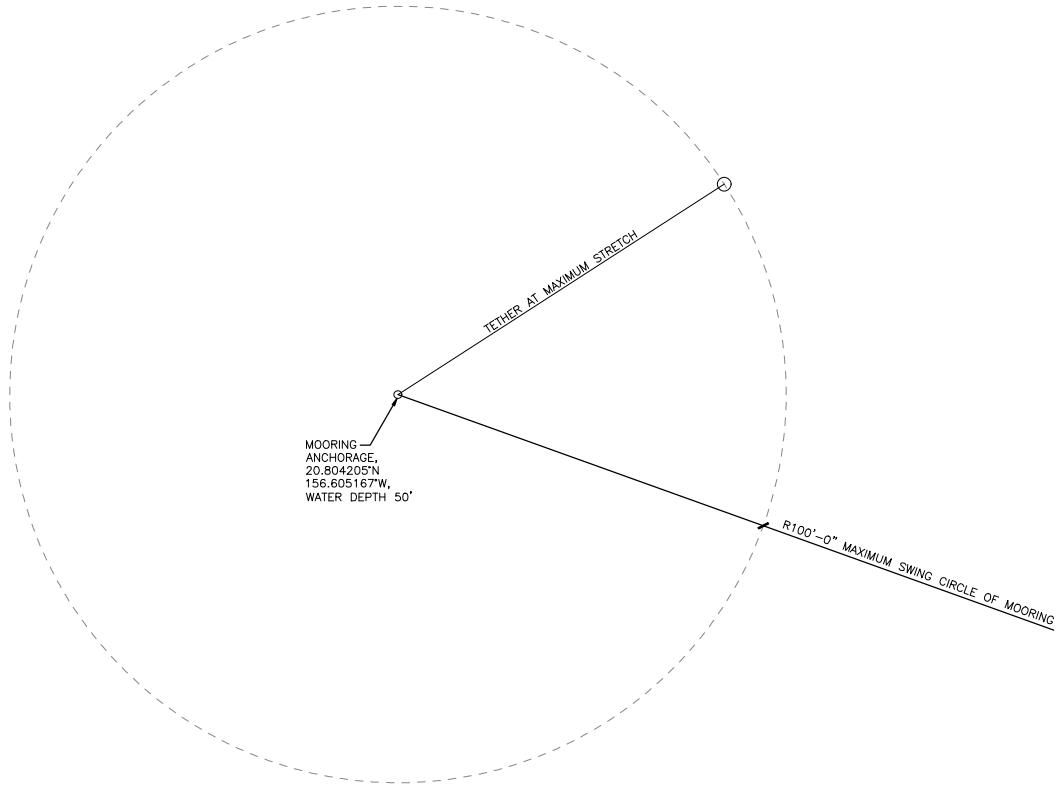 TETHER AT MAXIMUM STRETCH
MOORING
ANCHORAGE,
20.804205°N
156.605167°W,
WATER DEPTH 50'
R100'-0" MAXIMUM SWING CIRCLE OF MOORING